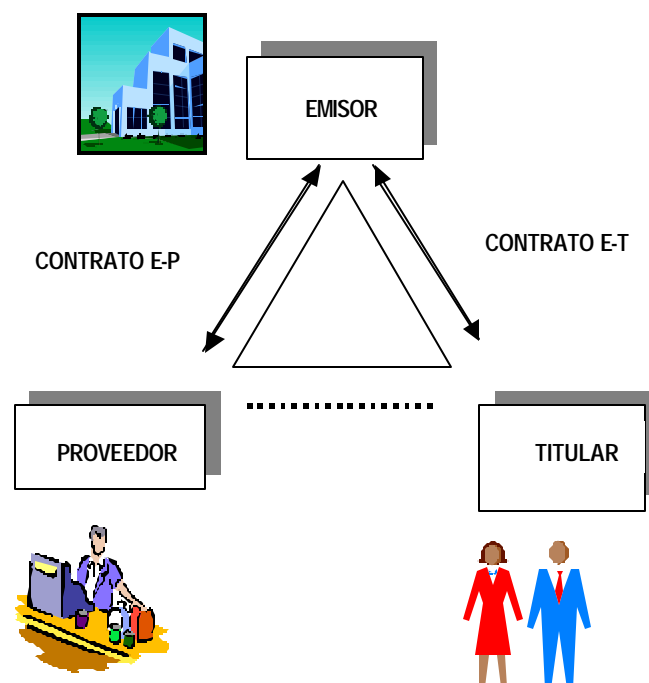 EMISOR
CONTRATO E-P
CONTRATO E-T
PROVEEDOR
TITULAR